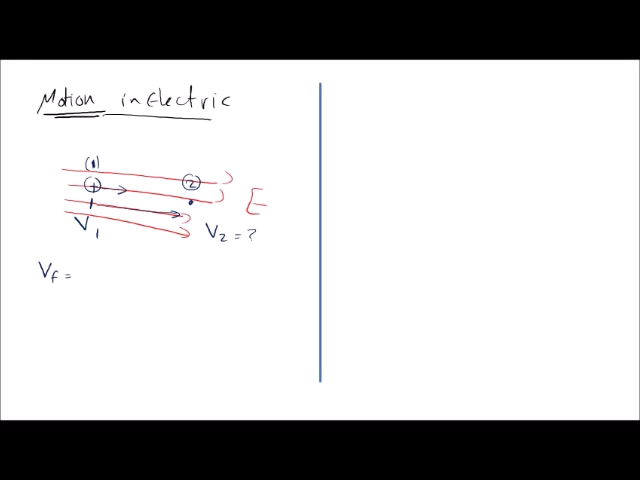 Motion in Electric
(1)
+ 2
E
V1
V2 = ?
Vf =